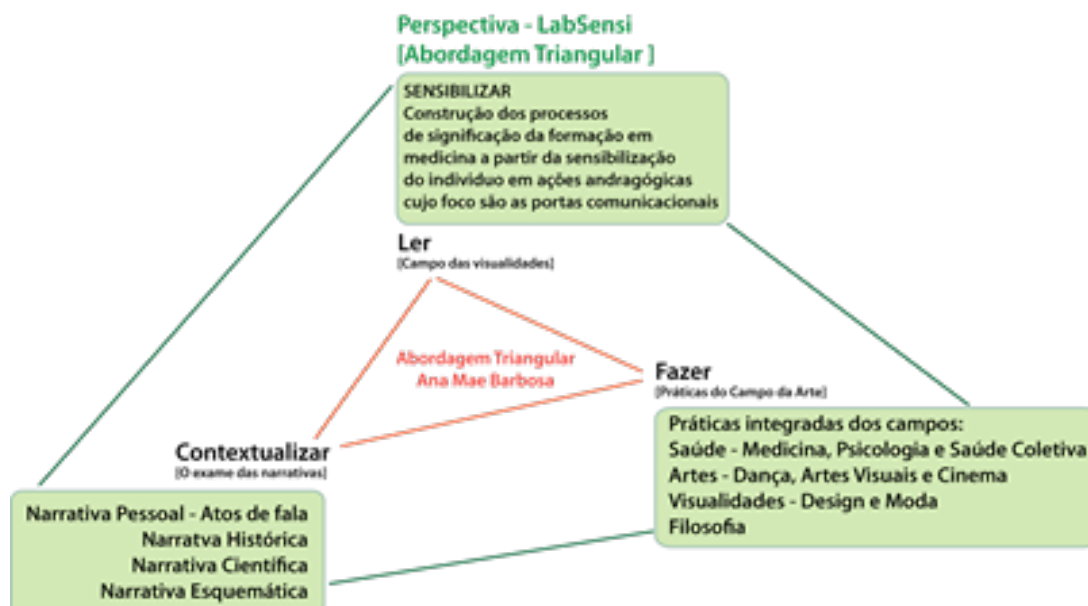 Perspectiva - LabSensi
[Abordagem Triangular ]
SENSIBILIZAR
Construção dos processos
de significação da formação em
medicina a partir da sensibilização
do individuo em ações andragógicas
cujo foco são as portas comunicacionais
Ler
[Campo das visualidades]
Abordagem Triangular
Ana Mae Barbosa
Fazer
[Práticas do Campo da Arte]
Práticas integradas dos campos:
Saúde - Medicina, Psicologia e Saúde Coletiva
Artes - Dança, Artes Visuais e Cinema
Visualidades - Design e Moda
Filosofia
Contextualizar
[O exame das narrativas]
Narrativa Pessoal - Atos de fala
Narratva Histórica
Narrativa Científica
Narrativa Esquemática